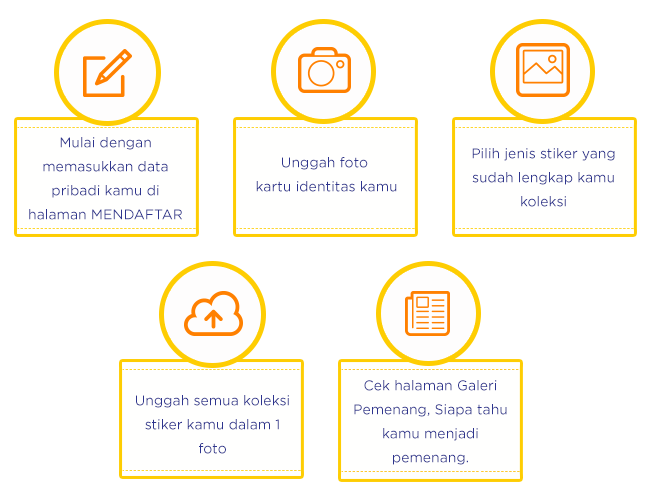 Mulai dengan
memasukkan data
pribadi kamu di
halaman MENDAFTAR
Unggah foto
kartu identitas kamu
Pilih jenis stiker yang
sudah lengkap kamu
koleksi
Unggah semua koleksi
stiker kamu dalam 1
foto
Cek halaman Galeri
Pemenang, Siapa tahu
kamu menjadi
pemenang.